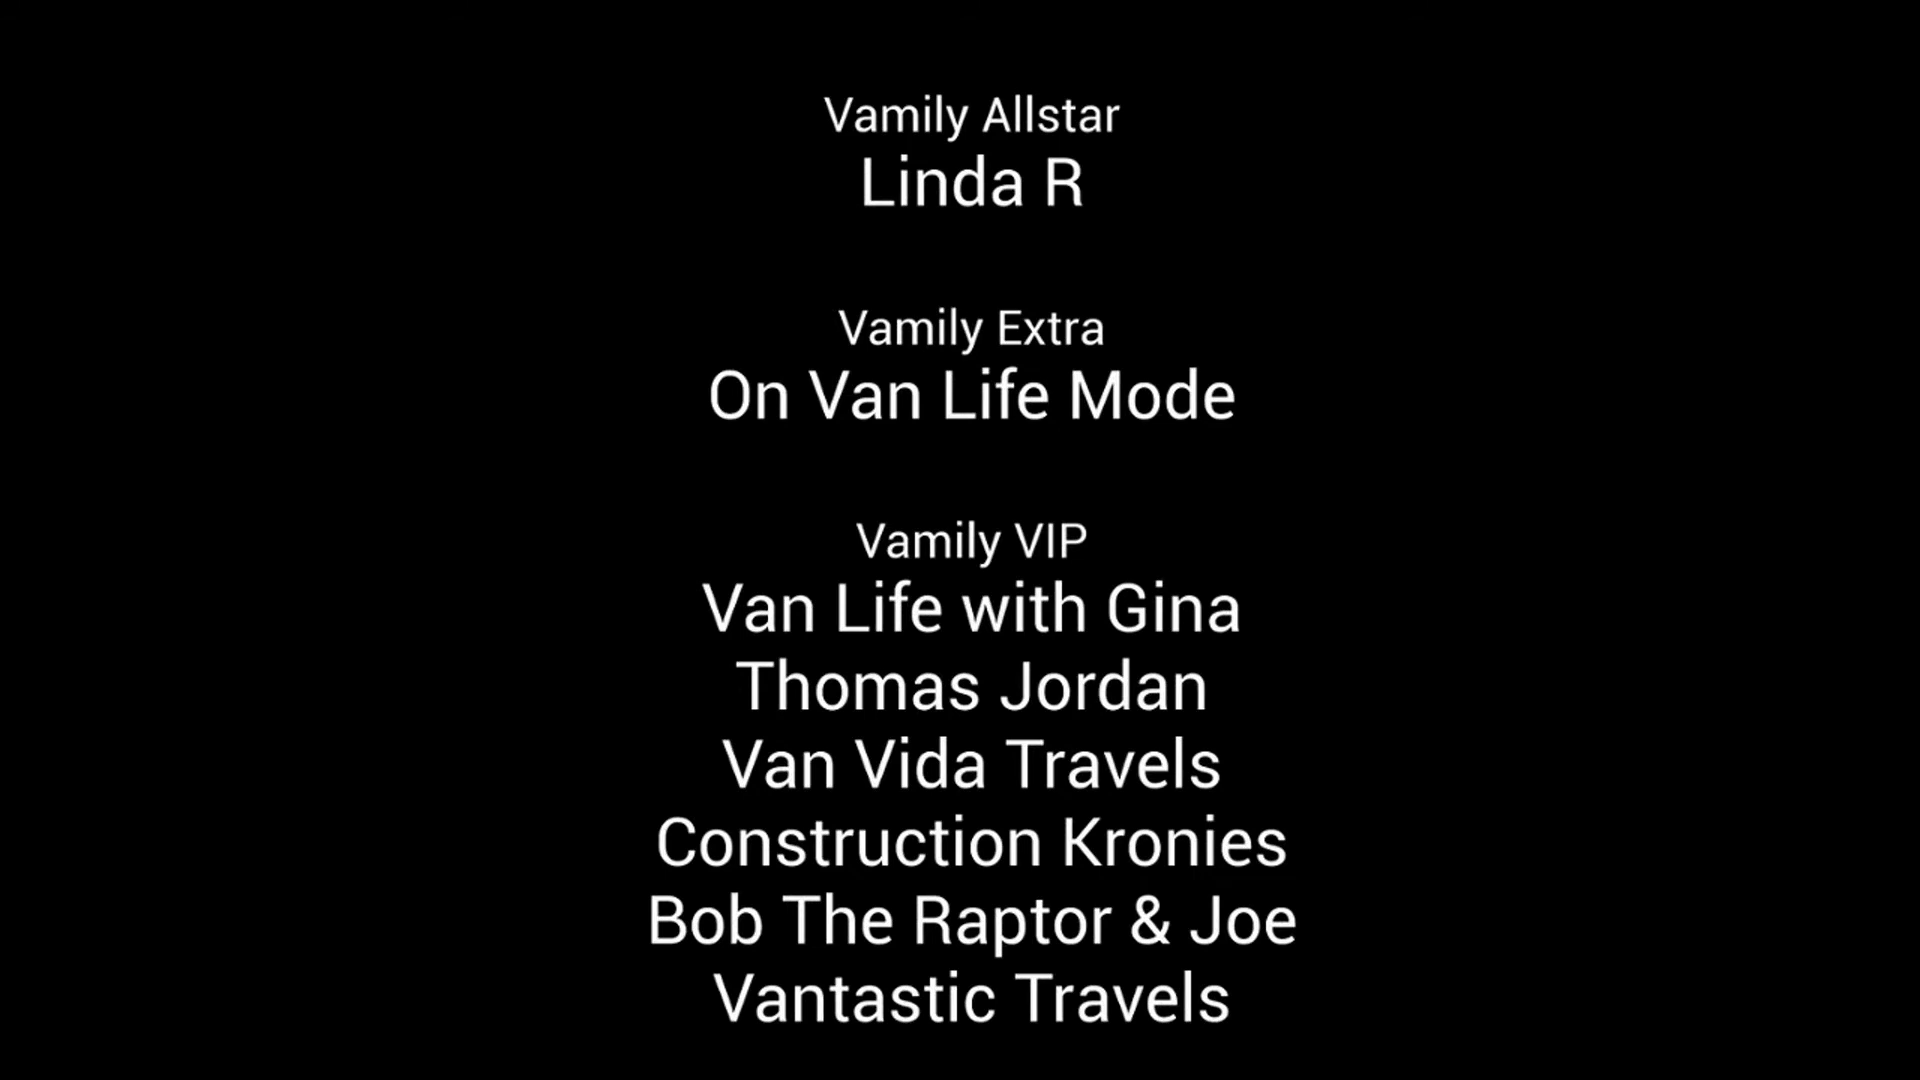 Vamily Allstar
Linda R
Vamily Extra
On Van Life Mode
Vamily VIP
Van Life with Gina
Thomas Jordan
Van Vida Travels
Construction Kronies
Bob The Raptor & Joe
Vantastic Travels